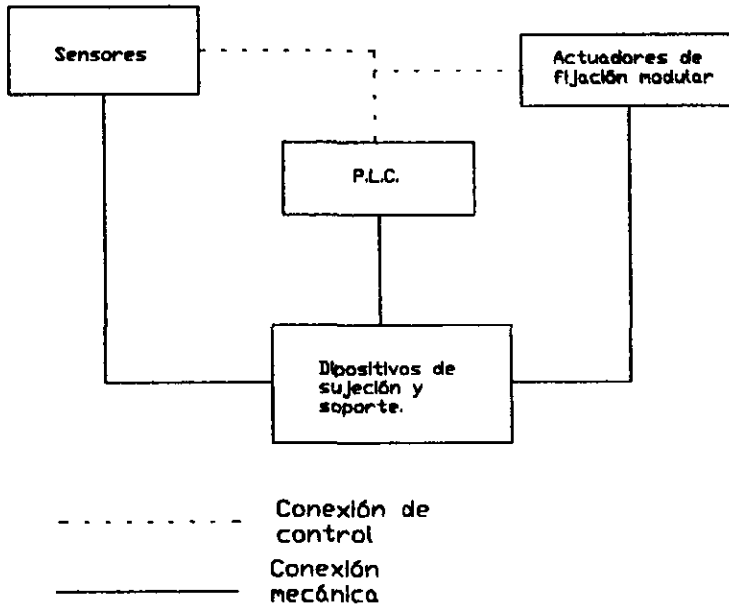 Sensores
Actuadores de
fijación modular
P.L.C.
Dipositivos de
sujeción y
soporte.
Conexión de
control
Conexión
mecánica